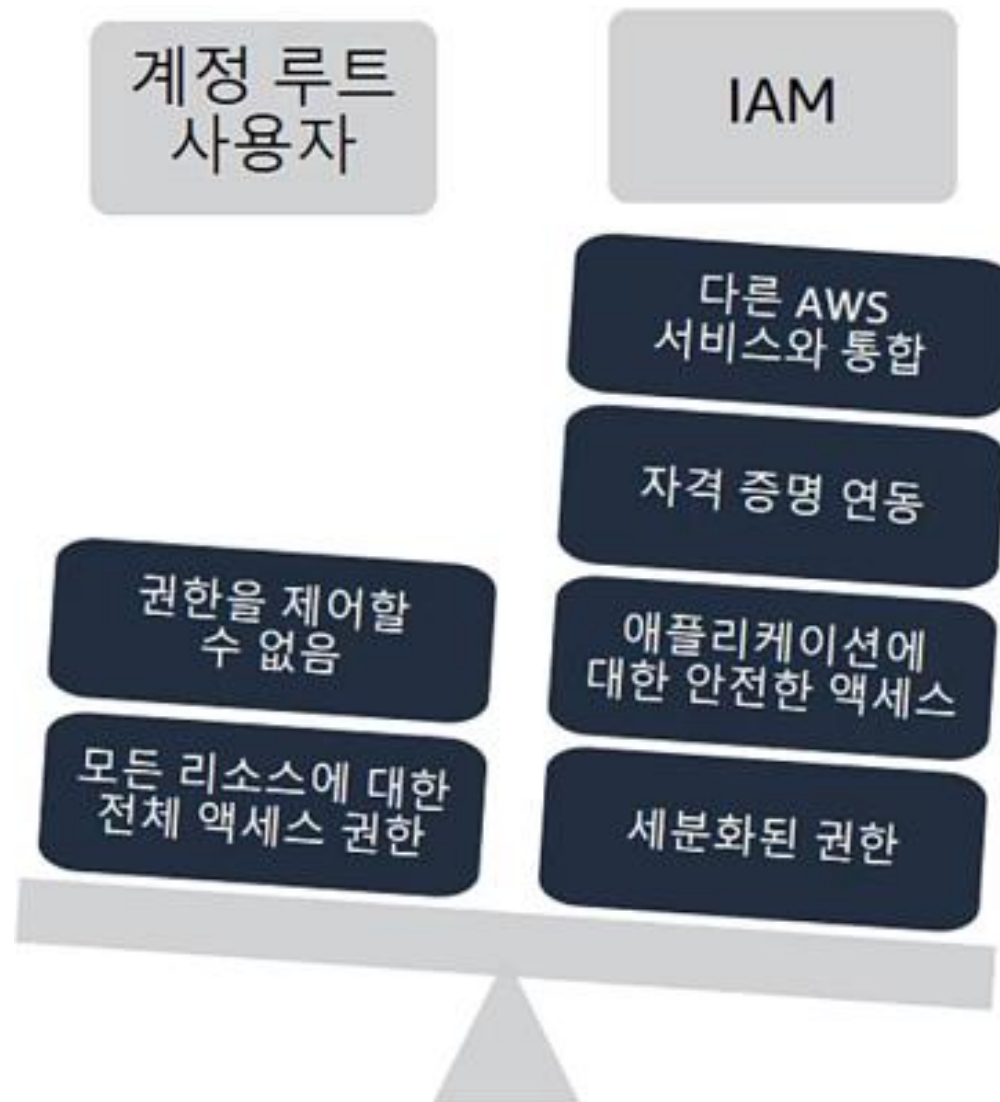 계정 루트
사용자
IAM
권한을 제어할
수 없음
모든 리소스에 대한
전체 액세스 권한
다른 AWS
서비스와 통합
자격 증명 연동
애플리케이션에
대한 안전한 액세스
세분화된 권한